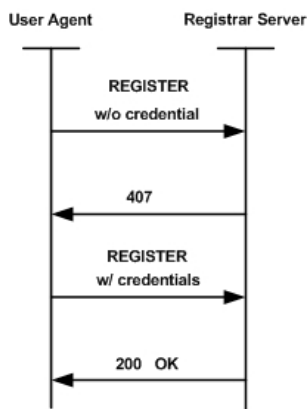 User Agent
Registrar Server
REGISTER
w/o credential
407
REGISTER
w/ credentials
200 OK